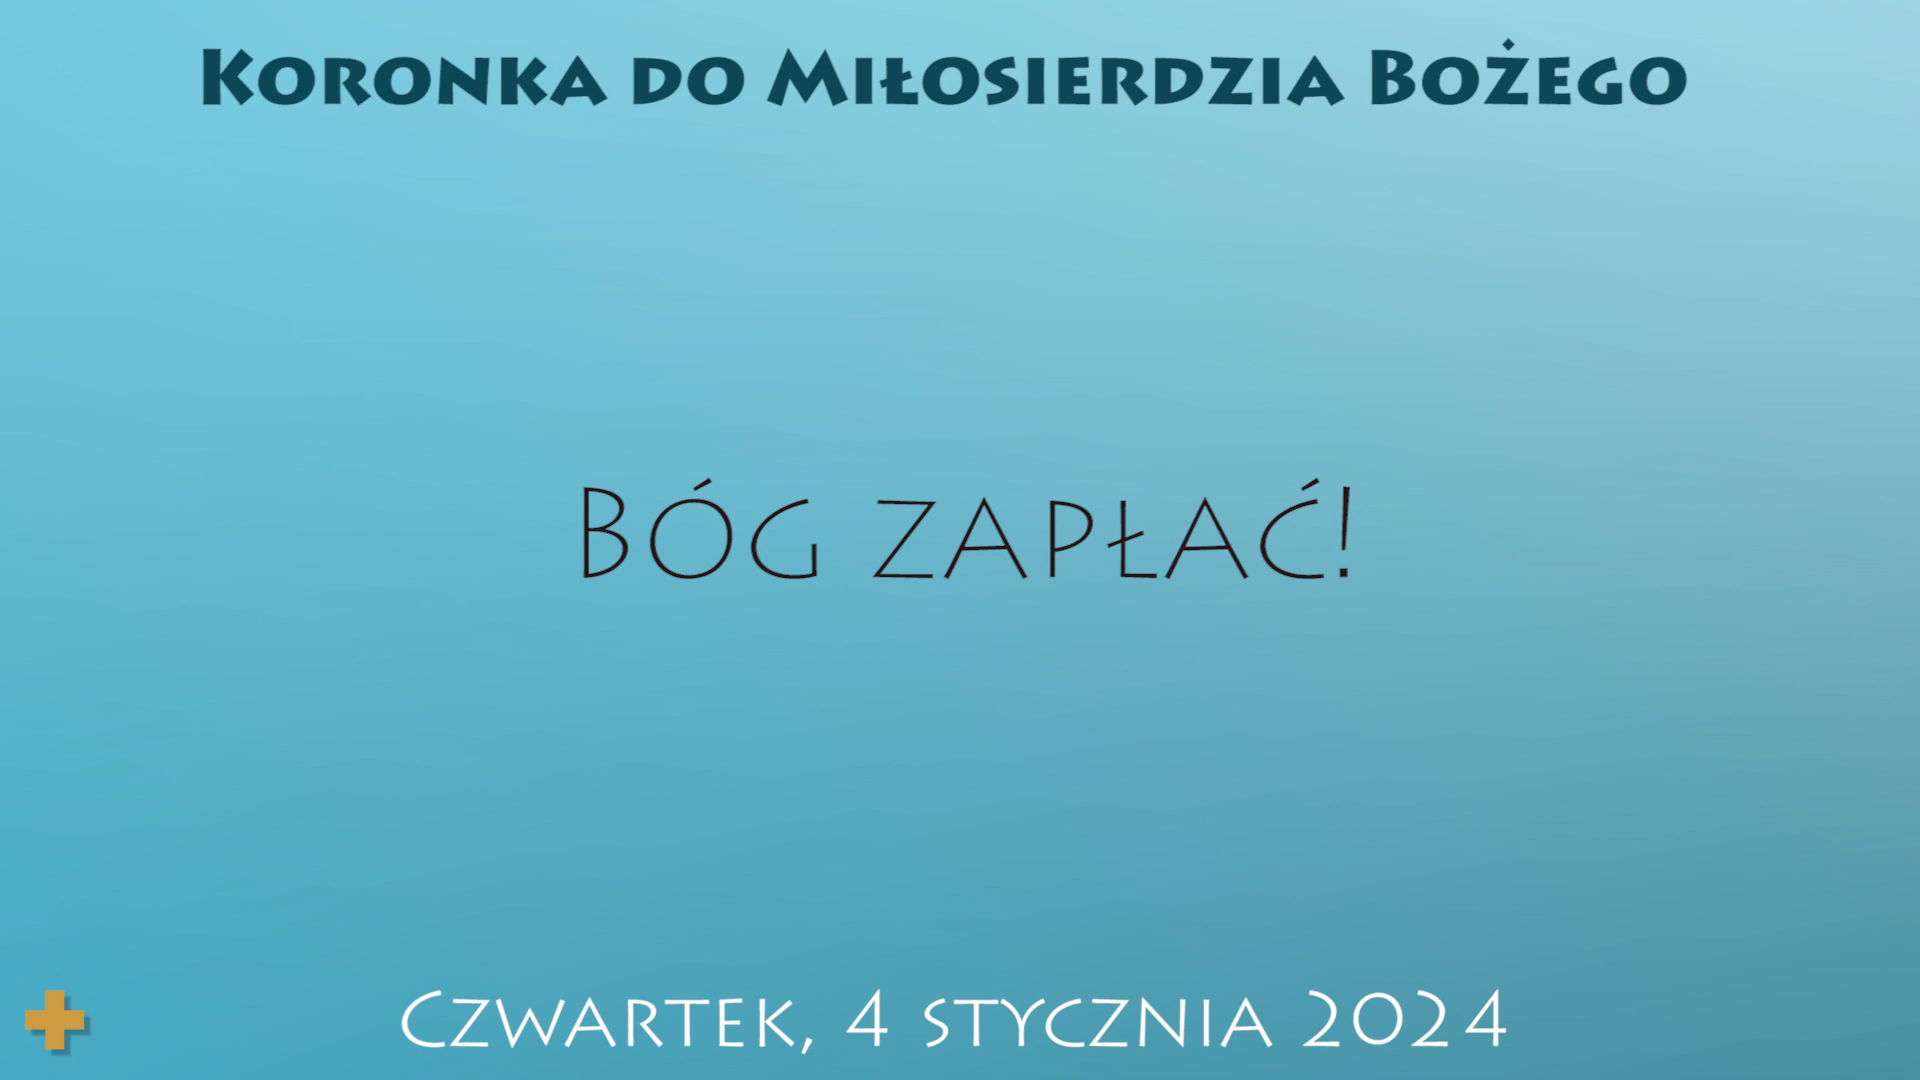 Koronka do Miłosierdzia Bożego
Bóg zapłać!
Czwartek, 4 stycznia 2024